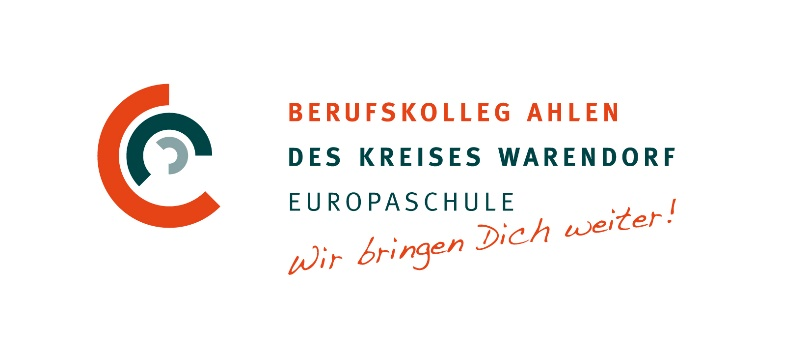 BERUFSKOLLEG AHLEN
DES KREISES WARENDORF
EUROPASCHULE
Wir bringen Dich weiter!